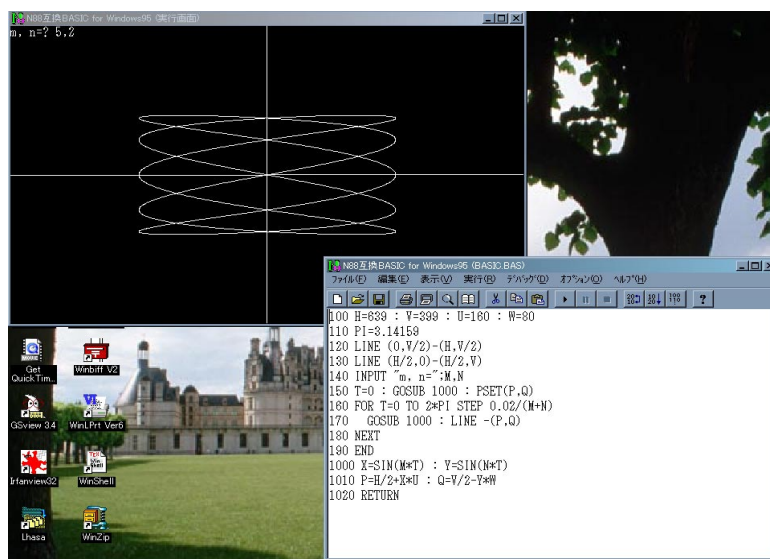 N88互換BASIC for Windows95 (実行画面)
m, n=? 5,2
N88互換BASIC for Windows95 (BASIC.BAS)
ファイル(F) 編集(E) 表示(V) 実行(R) デバッグ(D) オプション(O) ヘルプ(H)
100 H=639 : V=399 : U=160 : W=80
110 PI=3.14159
120 LINE (0,V/2)-(H,V/2)
130 LINE (H/2,0)-(H/2,V)
140 INPUT "m, n=";M,N
150 T=0 : GOSUB 1000 : PSET(P,Q)
160 FOR T=0 TO 2*PI STEP 0.02/(M+N)
170   GOSUB 1000 : LINE -(P,Q)
180 NEXT
190 END
1000 X=SIN(M*T) : Y=SIN(N*T)
1010 P=H/2+X*U : Q=V/2-Y*W
1020 RETURN
Get
QuickTim...
Winbiff V2
GSview 3.4
WinLPrt Ver6
Irfanview32
WinShell
Lhasa
WinZip